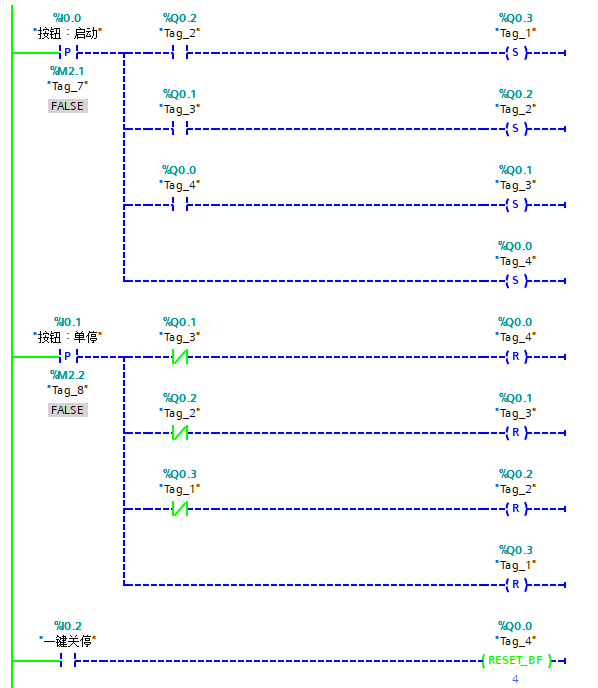 %I0.0 %Q0.2 %Q0.3
"按钮：启动" "Tag_2" "Tag_1"
P S
%M2.1
"Tag_7"
FALSE
%Q0.1 %Q0.2
"Tag_3" "Tag_2"
S
%Q0.0 %Q0.1
"Tag_4" "Tag_3"
S
%Q0.0
"Tag_4"
S
%I0.1 %Q0.1 %Q0.0
"按钮：单停" "Tag_3" "Tag_4"
P R
%M2.2
"Tag_8"
FALSE
%Q0.2 %Q0.1
"Tag_2" "Tag_3"
R
%Q0.3 %Q0.2
"Tag_1" "Tag_2"
R
%Q0.3
"Tag_1"
R
%I0.2 %Q0.0
"一键关停" "Tag_4"
RESET_BF
4